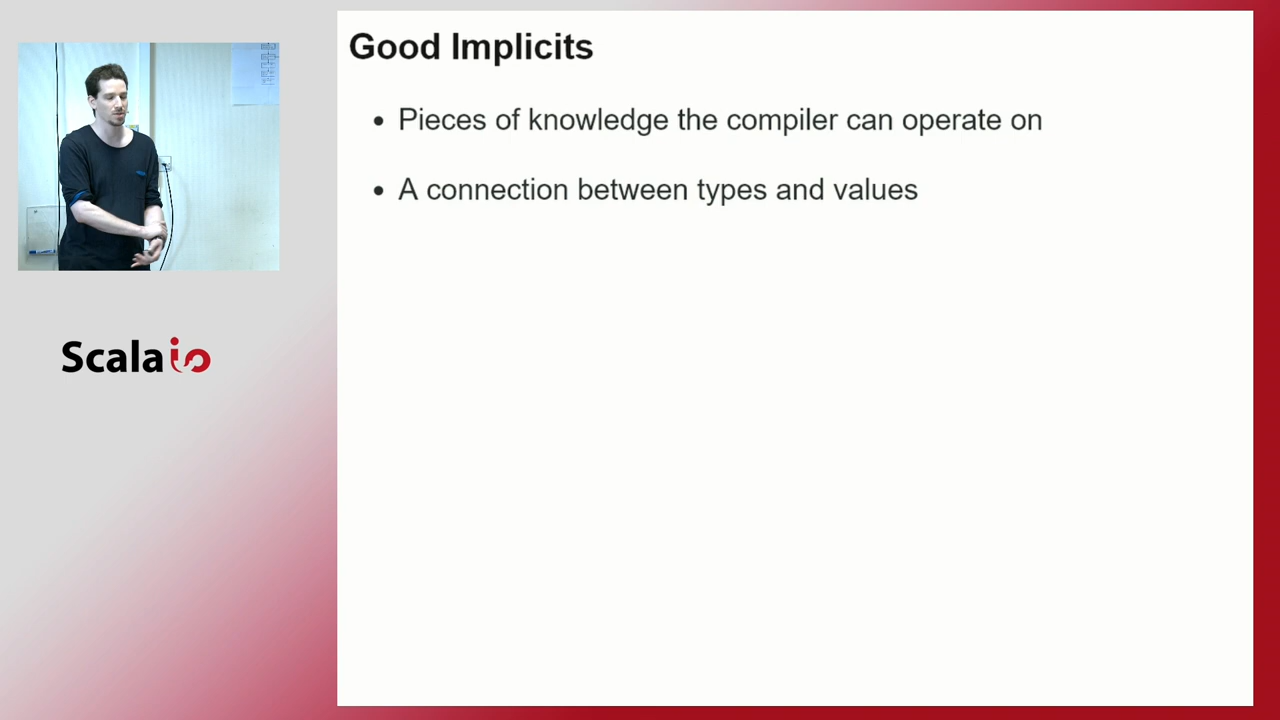 Good Implicits
• Pieces of knowledge the compiler can operate on
• A connection between types and values
Scala io